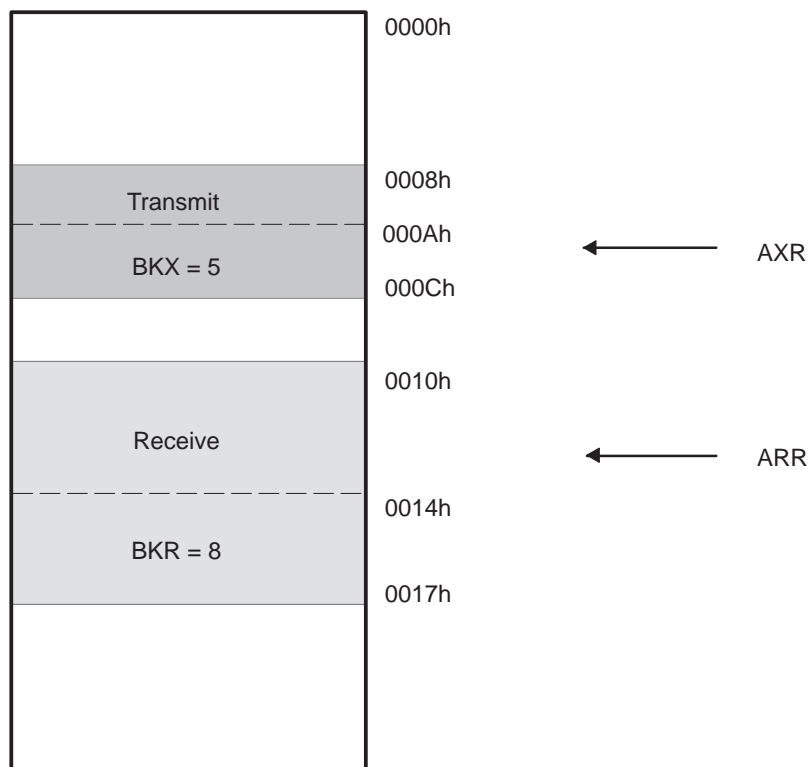 0000h
0008h
Transmit
000Ah
AXR
BKX = 5
000Ch
0010h
Receive
ARR
0014h
BKR = 8
0017h